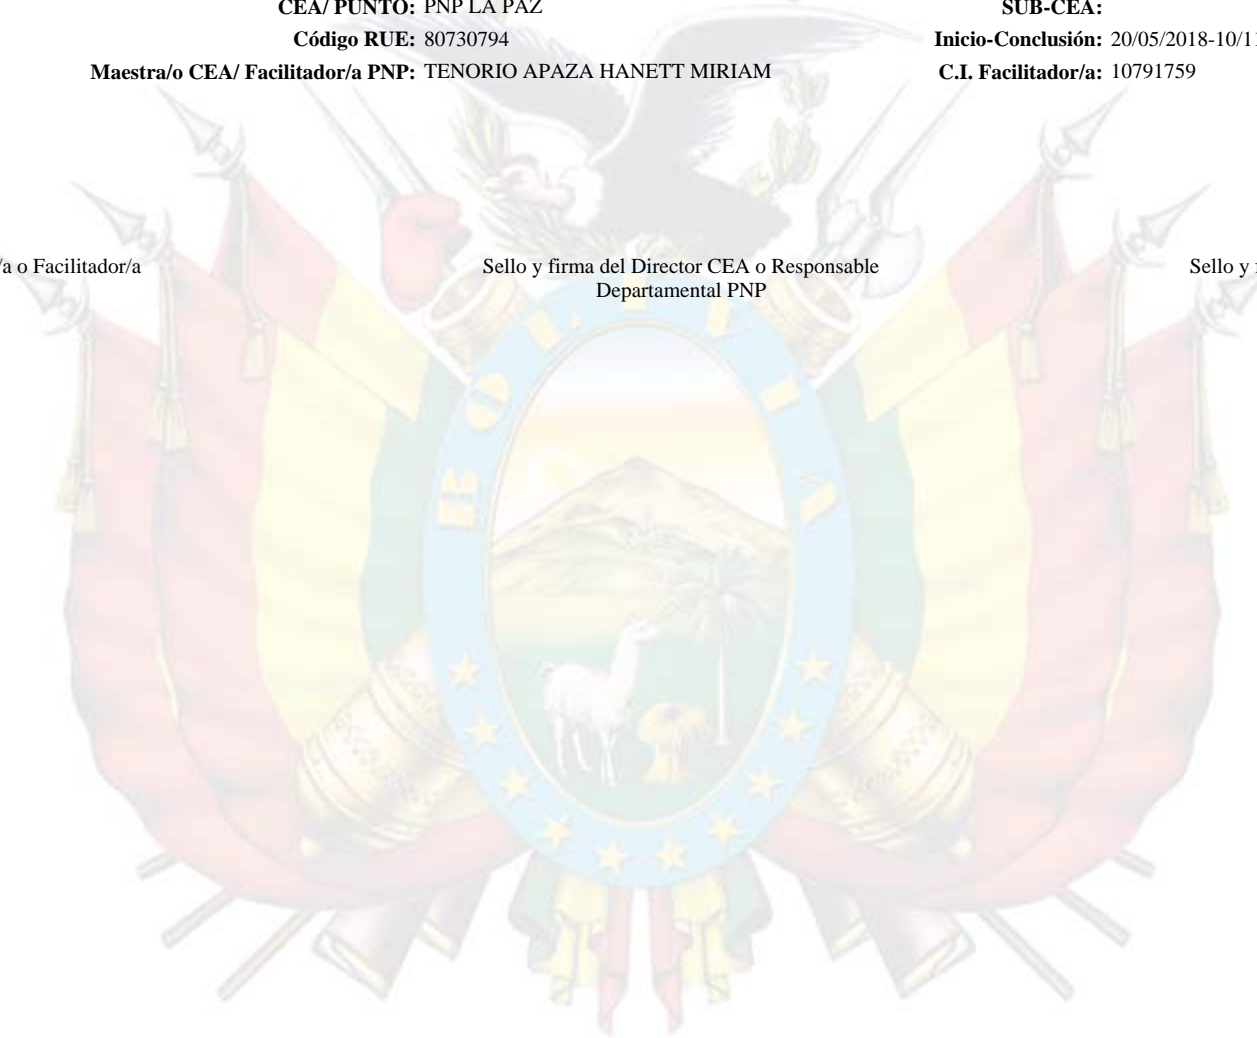 CEA/ PUNTO: PNP LA PAZ SUB-CEA:
Código RUE: 80730794 Inicio-Conclusión: 20/05/2018-10/1
Maestra/o CEA/ Facilitador/a PNP: TENORIO APAZA HANETT MIRIAM C.I. Facilitador/a: 10791759
/a o Facilitador/a Sello y firma del Director CEA o Responsable Sello y
Departamental PNP
BOLIVIA